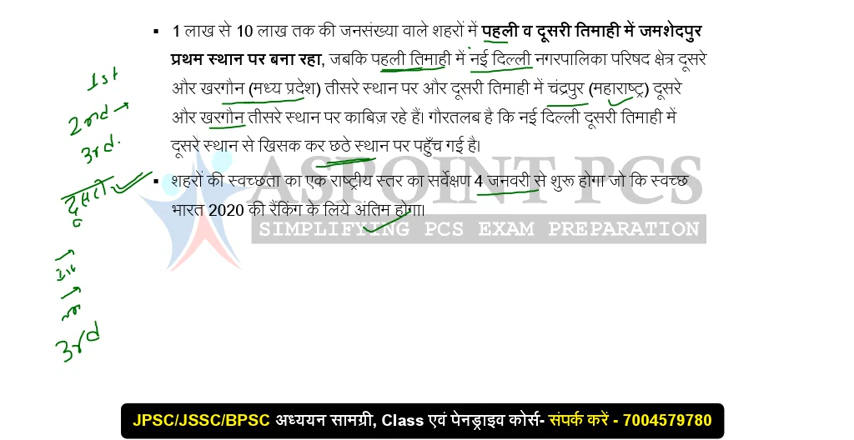 1 लाख से 10 लाख तक की जनसंख्या वाले शहरों में पहली व दूसरी तिमाही में जमशेदपुर
प्रथम स्थान पर बना रहा, जबकि पहली तिमाही में नई दिल्ली नगरपालिका परिषद क्षेत्र दूसरे
और खरगौन (मध्य प्रदेश) तीसरे स्थान पर और दूसरी तिमाही में चंद्रपुर (महाराष्ट्र) दूसरे
और खरगौन तीसरे स्थान पर काबिज़ रहे हैं। गौरतलब है कि नई दिल्ली दूसरी तिमाही में
दूसरे स्थान से खिसक कर छठे स्थान पर पहुँच गई है।
शहरों की स्वच्छता का एक राष्ट्रीय स्तर का सर्वेक्षण 4 जनवरी से शुरू होगा जो कि स्वच्छ
भारत 2020 की रैंकिंग के लिये अंतिम होगा।
1st
2nd →
3rd.
दूसरी
1st
3rd
ASPOINT PCS
SIMPLIFYING PCS EXAM PREPARATION
JPSC/JSSC/BPSC अध्ययन सामग्री, Class एवं पेनड्राइव कोर्स- संपर्क करें - 7004579780